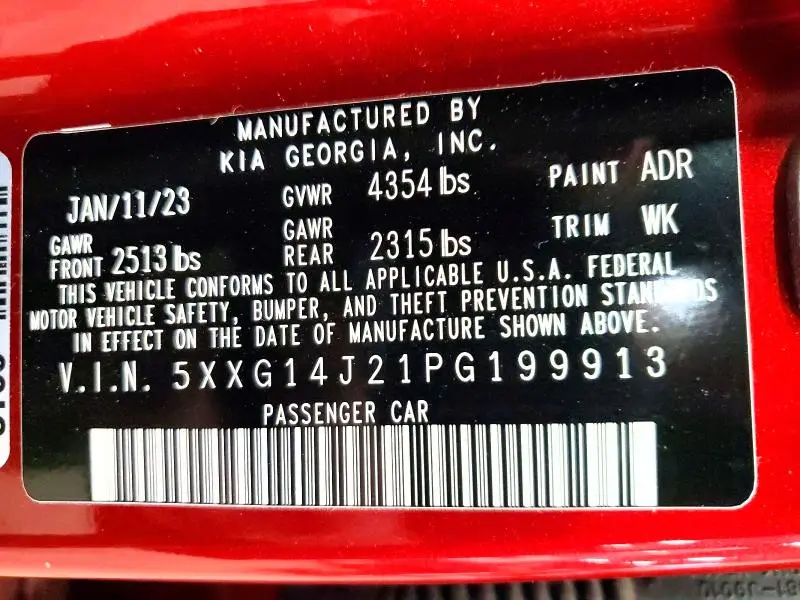 MANUFACTURED BY
KIA GEORGIA, INC.
JAN/11/23 GVWR 4354 lbs PAINT ADR
GAWR FRONT 2513 lbs GAWR REAR 2315 lbs TRIM WK
THIS VEHICLE CONFORMS TO ALL APPLICABLE U.S.A. FEDERAL
MOTOR VEHICLE SAFETY, BUMPER, AND THEFT PREVENTION STANDARDS
IN EFFECT ON THE DATE OF MANUFACTURE SHOWN ABOVE.
V.I.N. 5XXG14J21PG199913
PASSENGER CAR